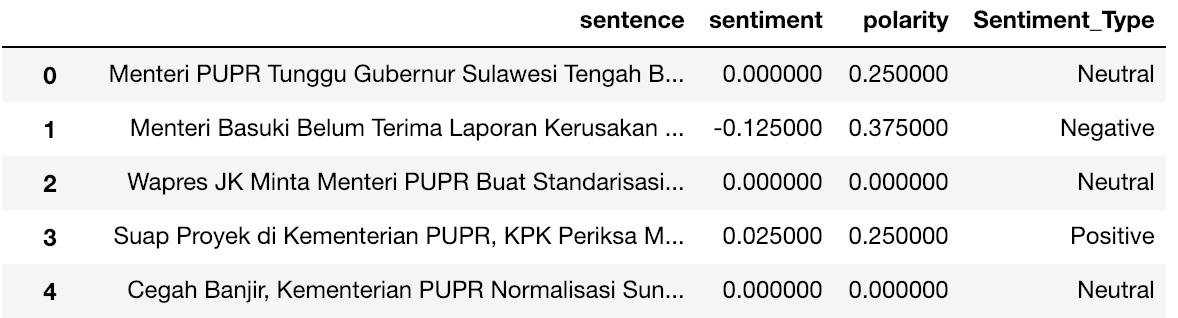 sentence sentiment polarity Sentiment_Type
0 Menteri PUPR Tunggu Gubernur Sulawesi Tengah B... 0.000000 0.250000 Neutral
1 Menteri Basuki Belum Terima Laporan Kerusakan ... -0.125000 0.375000 Negative
2 Wapres JK Minta Menteri PUPR Buat Standarisasi... 0.000000 0.000000 Neutral
3 Suap Proyek di Kementerian PUPR, KPK Periksa M... 0.025000 0.250000 Positive
4 Cegah Banjir, Kementerian PUPR Normalisasi Sun... 0.000000 0.000000 Neutral